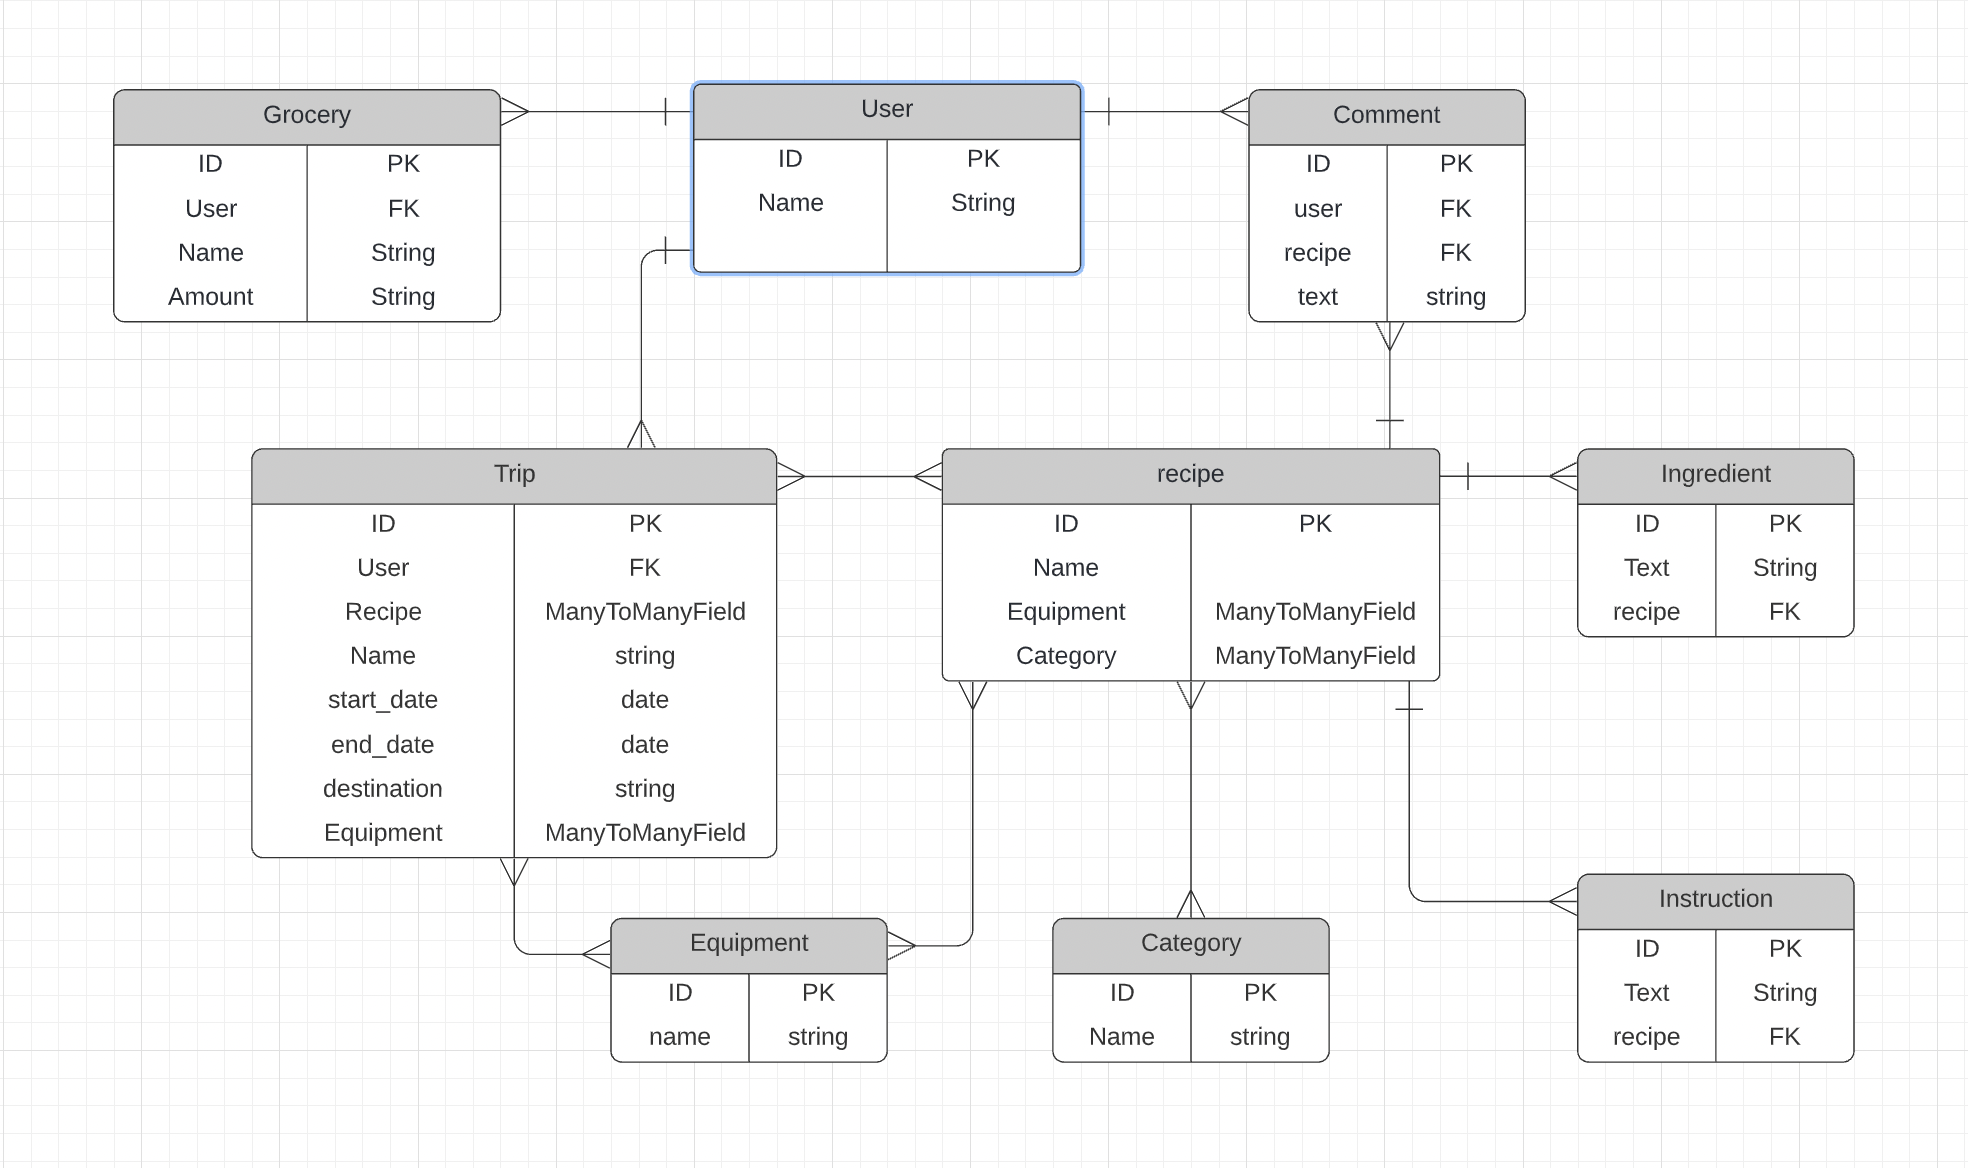 Grocery
ID PK
User FK
Name String
Amount String
User
ID PK
Name String
Comment
ID PK
user FK
recipe FK
text string
Trip
ID PK
User FK
Recipe ManyToManyField
Name string
start_date date
end_date date
destination string
Equipment ManyToManyField
recipe
ID PK
Name
Equipment ManyToManyField
Category ManyToManyField
Ingredient
ID PK
Text String
recipe FK
Equipment
ID PK
name string
Category
ID PK
Name string
Instruction
ID PK
Text String
recipe FK